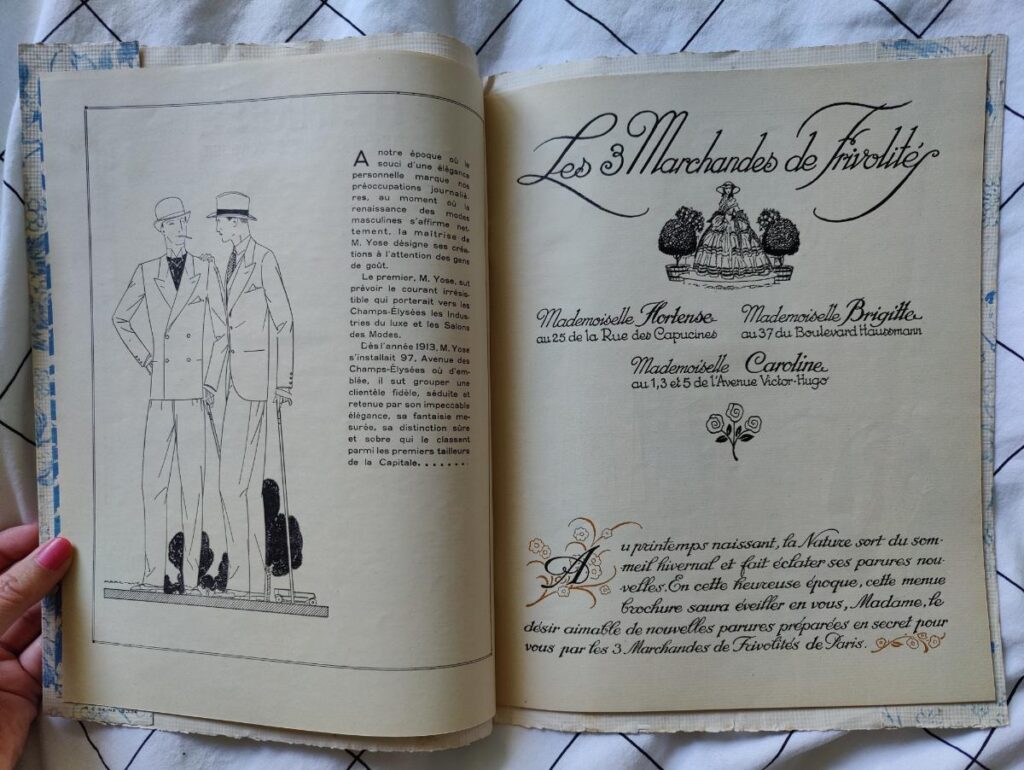 A notre époque où le
souci d'une élégance
personnelle marque nos
préoccupations journaliè-
res, au moment où la
renaissance des modes
masculines s'affirme net-
tement, la maîtrise de
M. Yose désigne ses créa-
tions à l'attention des gens
de goût.
Le premier, M. Yose, sut
prévoir le courant irrésis-
tible qui porterait vers les
Champs-Élysées les Indus-
tries du luxe et les Salons
des Modes.
Dès l'année 1913, M. Yose
s'installait 97, Avenue des
Champs-Élysées où d'em-
blée, il sut grouper une
clientèle fidèle, séduite et
retenue par son impeccable
élégance, sa fantaisie me-
surée, sa distinction sûre
et sobre qui le classent
parmi les premiers tailleurs
de la Capitale.......
Les 3 Marchandes de Frivolités
Mademoiselle Hortense
au 25 de la Rue des Capucines
Mademoiselle Brigitte
au 37 du Boulevard Haussmann
Mademoiselle Caroline
au 1, 3 et 5 de l'Avenue Victor-Hugo
Au printemps naissant, la Nature sort du som-
meil hivernal et fait éclater ses parures nou-
velles. En cette heureuse époque, cette menue
brochure saura éveiller en vous, Madame, le
désir aimable de nouvelles parures préparées en secret pour
vous par les 3 Marchandes de Frivolités de Paris.